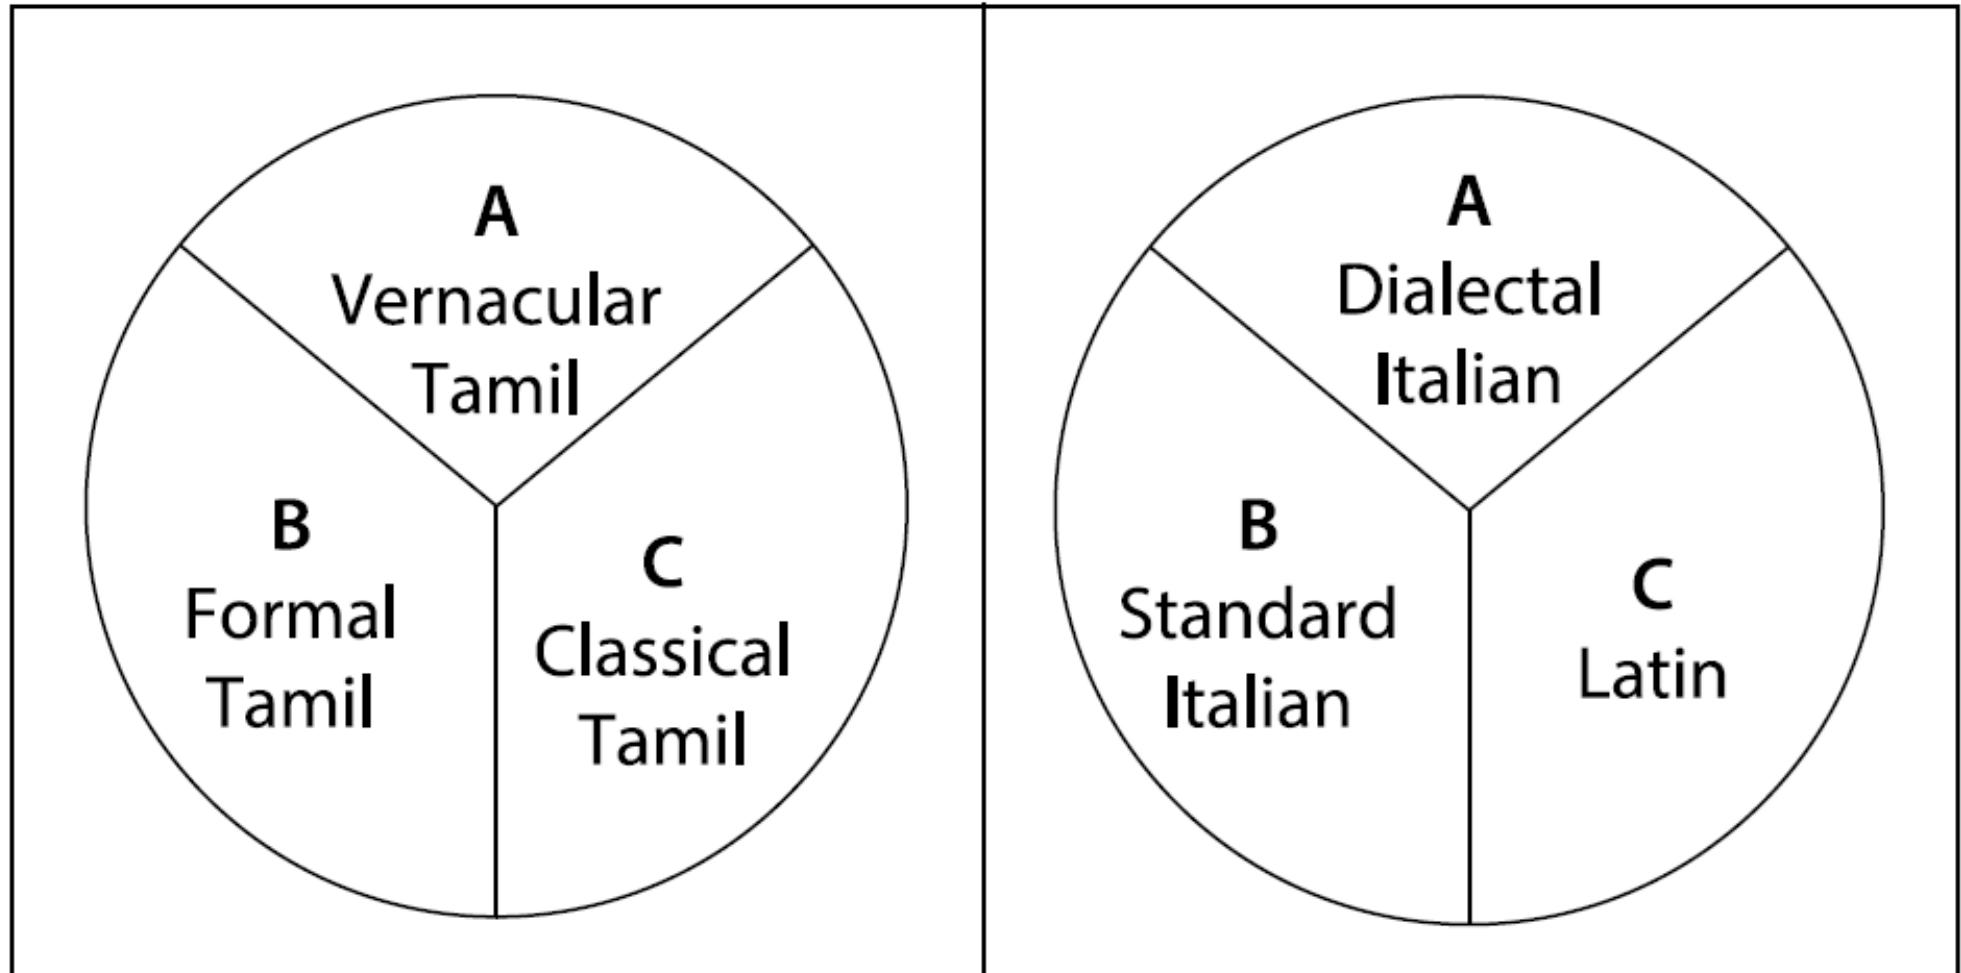 A
Vernacular
Tamil
B
Formal
Tamil
C
Classical
Tamil
A
Dialectal
Italian
B
Standard
Italian
C
Latin